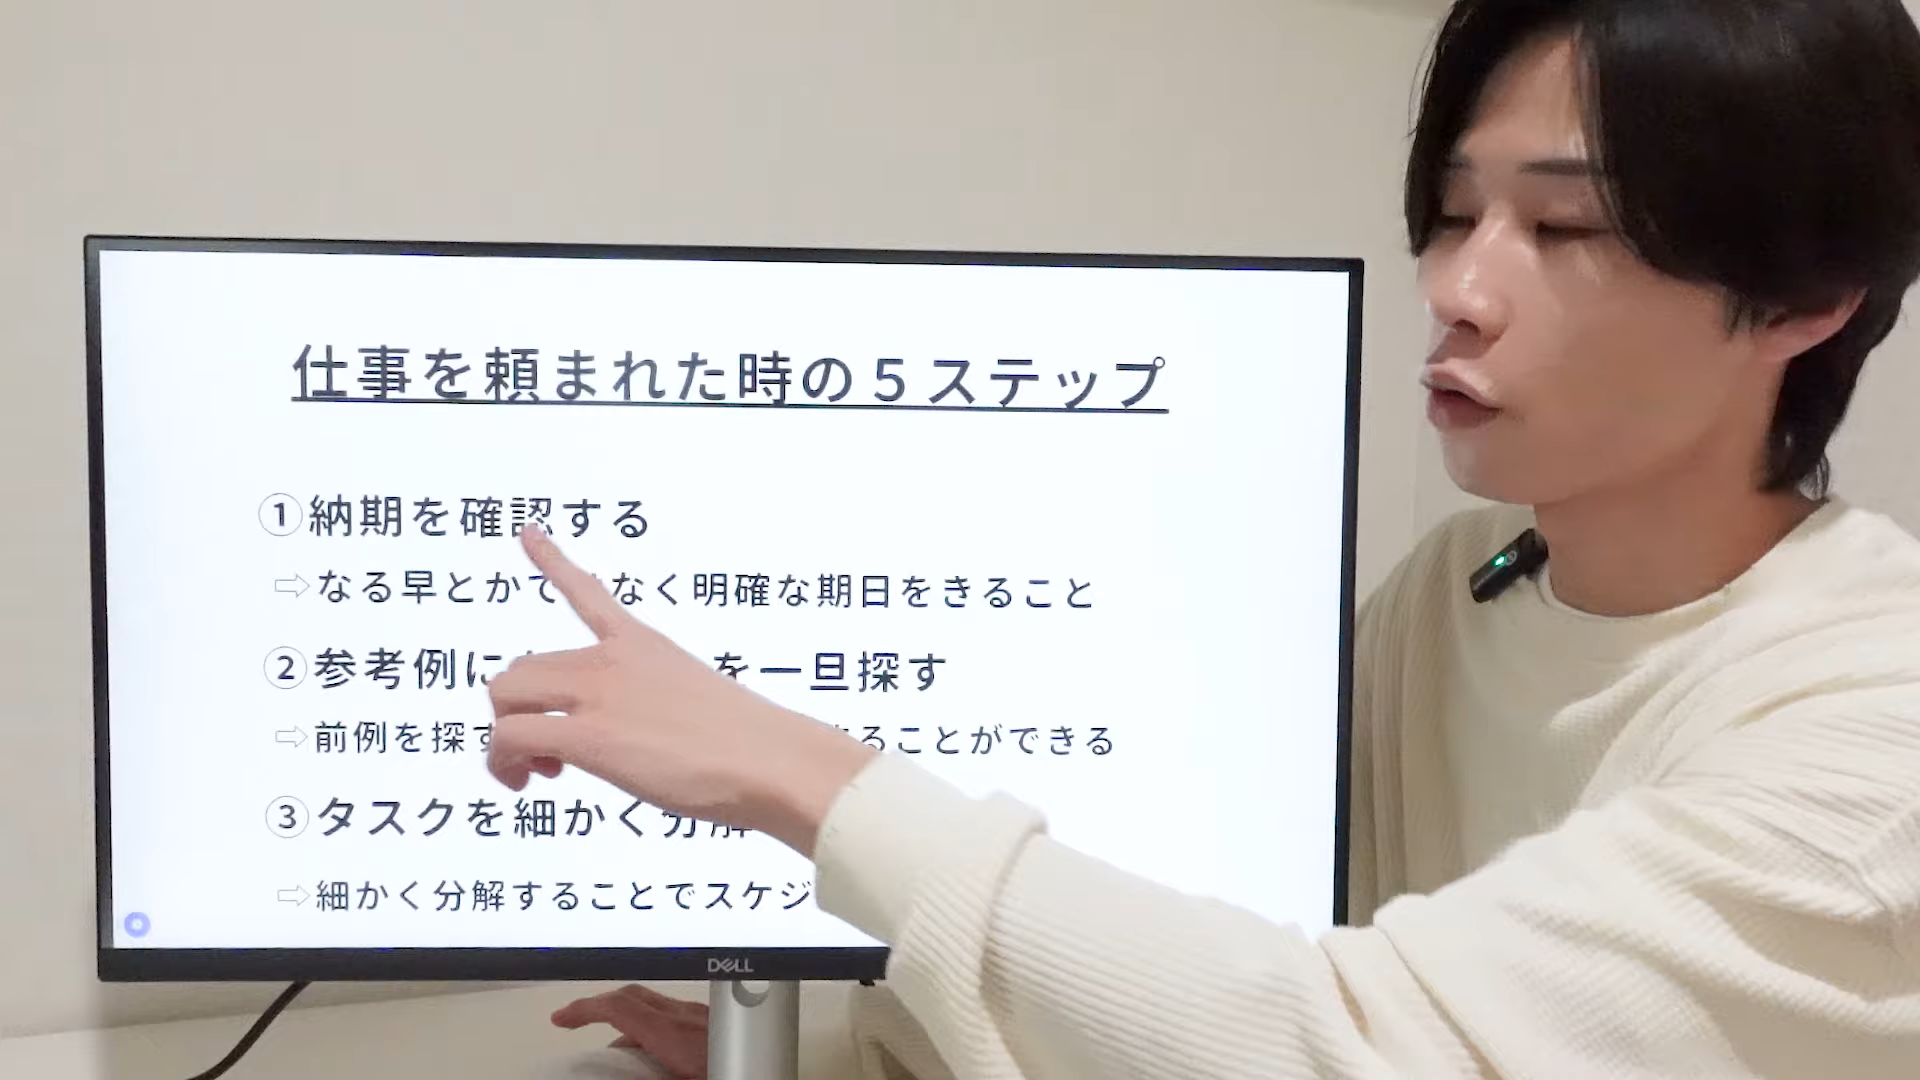 仕事を頼まれた時の5ステップ
①納期を確認する
⇨なる早とかで なく明確な期日をきること
②参考例に を一旦探す
⇨前例を探す ることができる
③タスクを細かく分解
⇨細かく分解することでスケジ
DELL